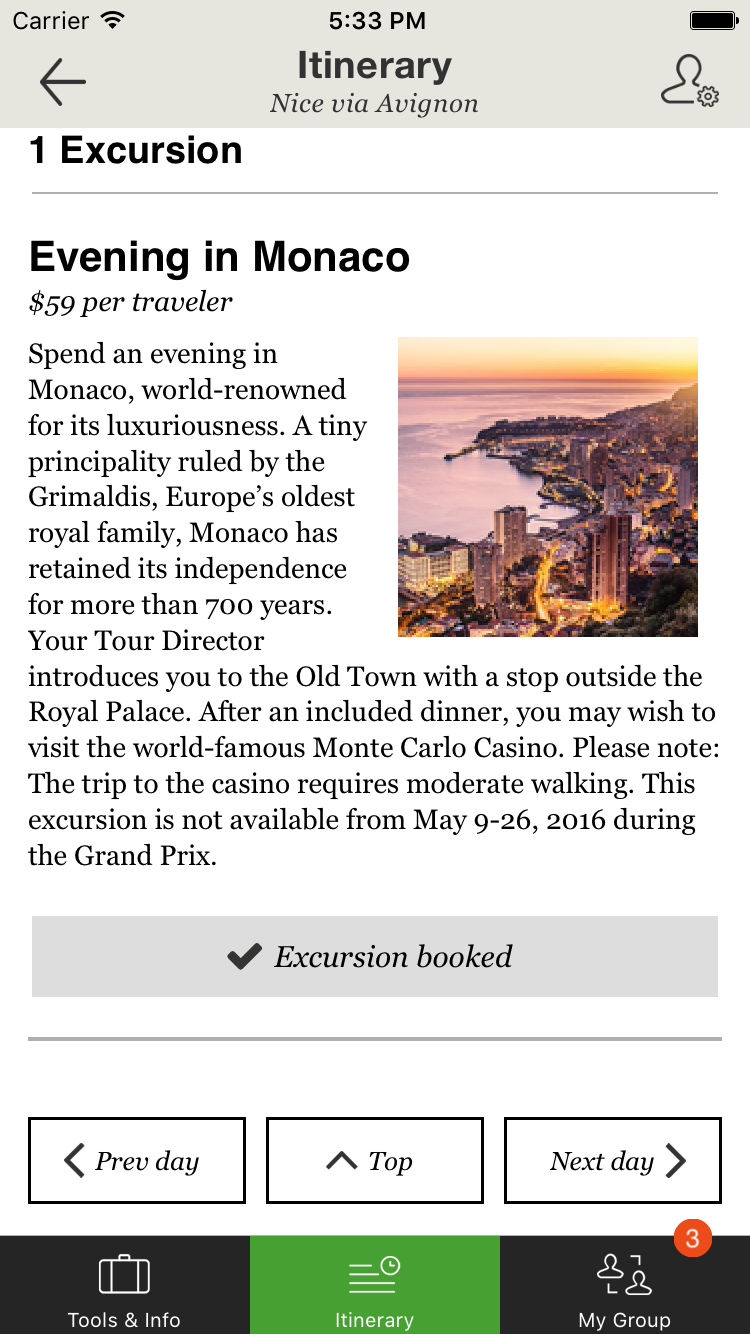 Carrier 5:33 PM
Itinerary
Nice via Avignon
1 Excursion
Evening in Monaco
$59 per traveler
Spend an evening in
Monaco, world-renowned
for its luxuriousness. A tiny
principality ruled by the
Grimaldis, Europe’s oldest
royal family, Monaco has
retained its independence
for more than 700 years.
Your Tour Director
introduces you to the Old Town with a stop outside the
Royal Palace. After an included dinner, you may wish to
visit the world-famous Monte Carlo Casino. Please note:
The trip to the casino requires moderate walking. This
excursion is not available from May 9-26, 2016 during
the Grand Prix.
Excursion booked
Prev day Top Next day
3
Tools & Info Itinerary My Group